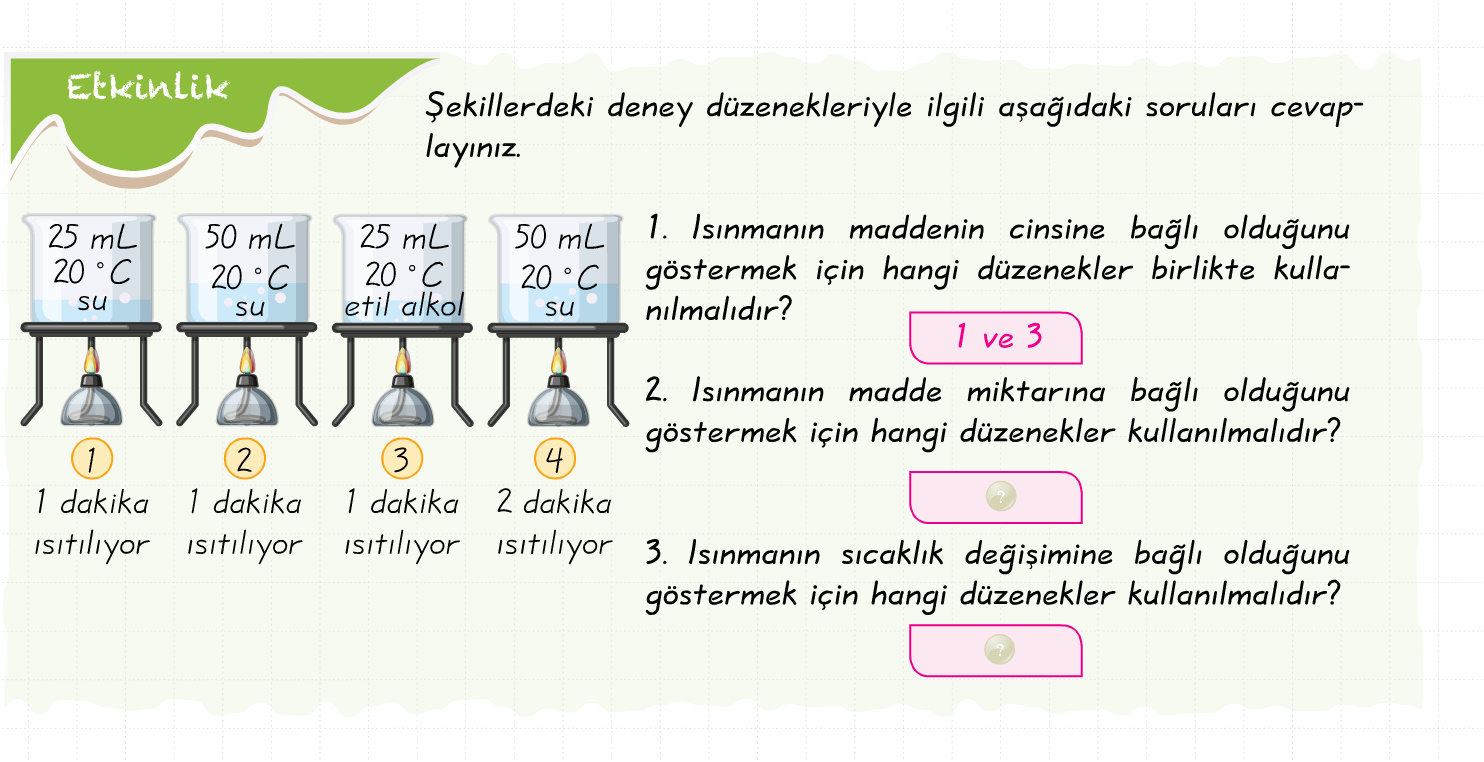 Etkinlik
Şekillerdeki deney düzenekleriyle ilgili aşağıdaki soruları cevap-
layınız.
25 mL
20 °C
su
50 mL
20 °C
su
25 mL
20 °C
etil alkol
50 mL
20 °C
su
1
2
3
4
1 dakika
ısıtılıyor
1 dakika
ısıtılıyor
1 dakika
ısıtılıyor
2 dakika
ısıtılıyor
1. Isınmanın maddenin cinsine bağlı olduğunu
göstermek için hangi düzenekler birlikte kulla-
nılmalıdır?
1 ve 3
2. Isınmanın madde miktarına bağlı olduğunu
göstermek için hangi düzenekler kullanılmalıdır?
?
3. Isınmanın sıcaklık değişimine bağlı olduğunu
göstermek için hangi düzenekler kullanılmalıdır?
?